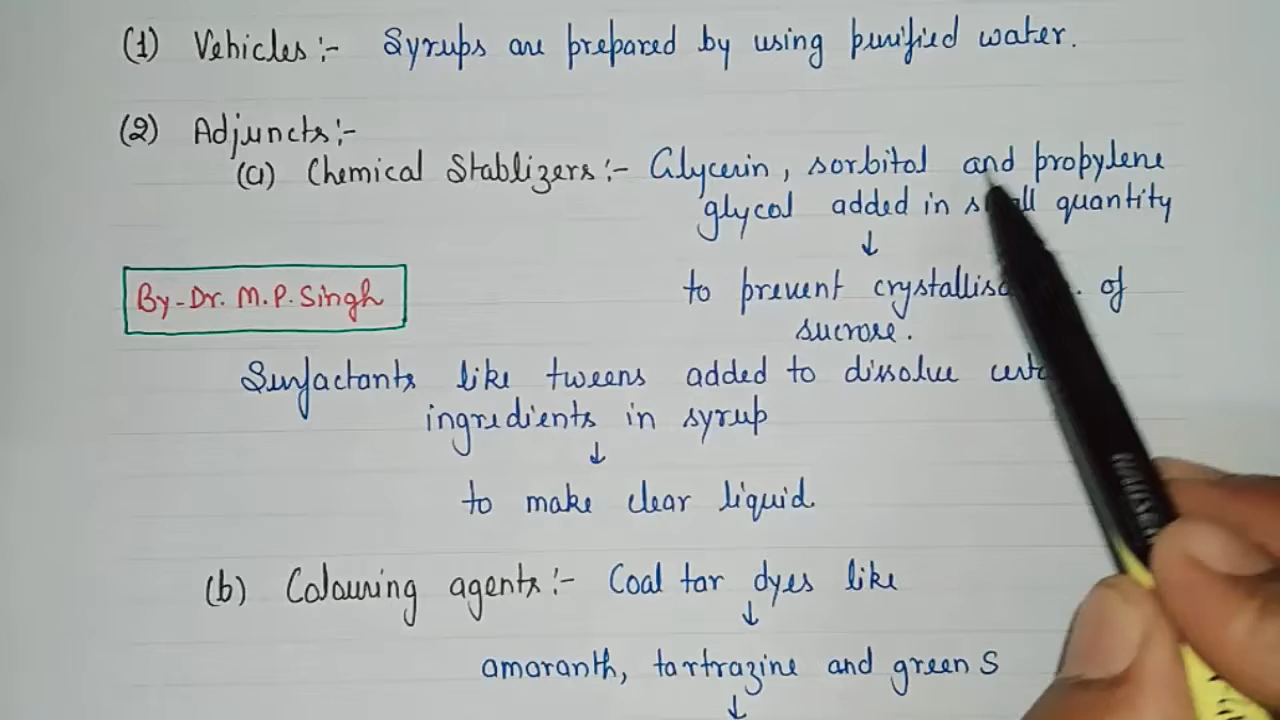 (1) Vehicles :- Syrups are prepared by using purified water.
(2) Adjuncts :-
(a) Chemical Stablizers :- Glycerin, sorbitol and propylene
glycol added in small quantity
↓
to prevent of
sucrose.
By-Dr. M.P. Singh
Surfactants like tweens added to dissolve
ingredients in syrup
↓
to make clear liquid.
(b) Colouring agents :- Coal tar dyes like
↓
amaranth, tartrazine and green S
↓